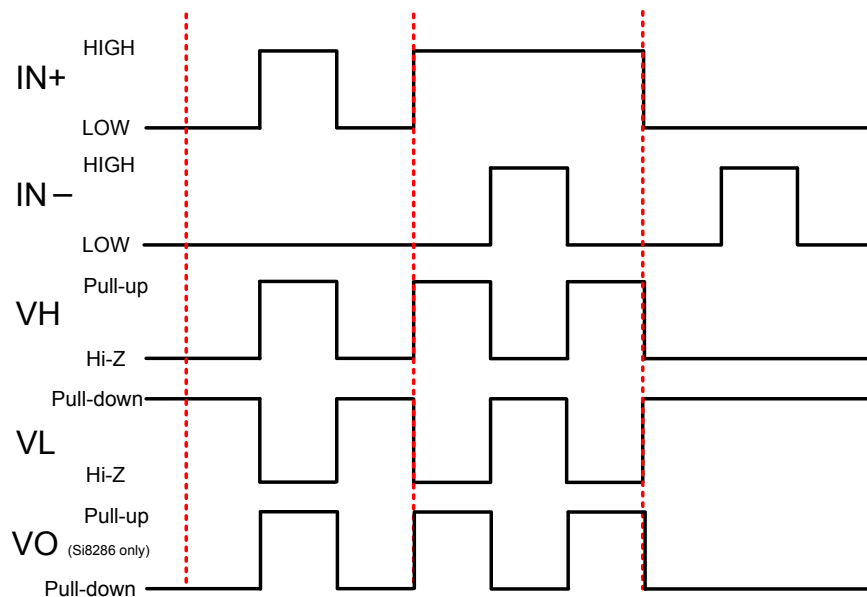 HIGH
IN+
LOW
HIGH
IN−
LOW
Pull-up
VH
Hi-Z
Pull-down
VL
Hi-Z
Pull-up
VO (Si8286 only)
Pull-down